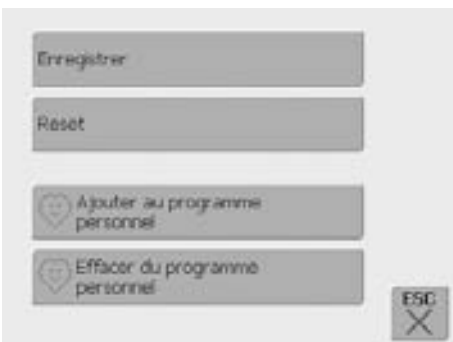 Enregistrer
Reset
Ajouter au programme
personnel
Effacer du programme
personnel
ESC